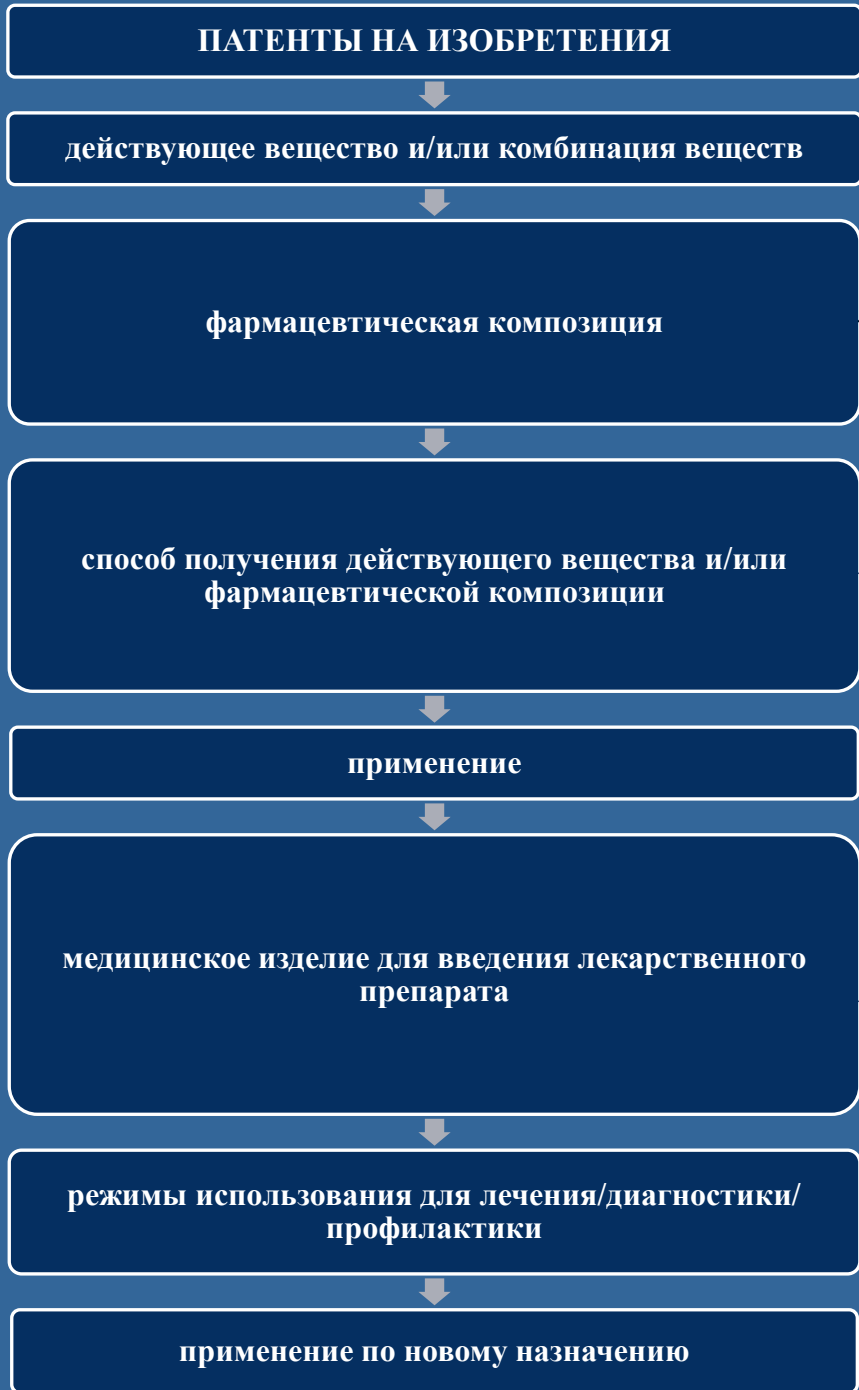 ПАТЕНТЫ НА ИЗОБРЕТЕНИЯ
действующее вещество и/или комбинация веществ
фармацевтическая композиция
способ получения действующего вещества и/или
фармацевтической композиции
применение
медицинское изделие для введения лекарственного
препарата
режимы использования для лечения/диагностики/
профилактики
применение по новому назначению